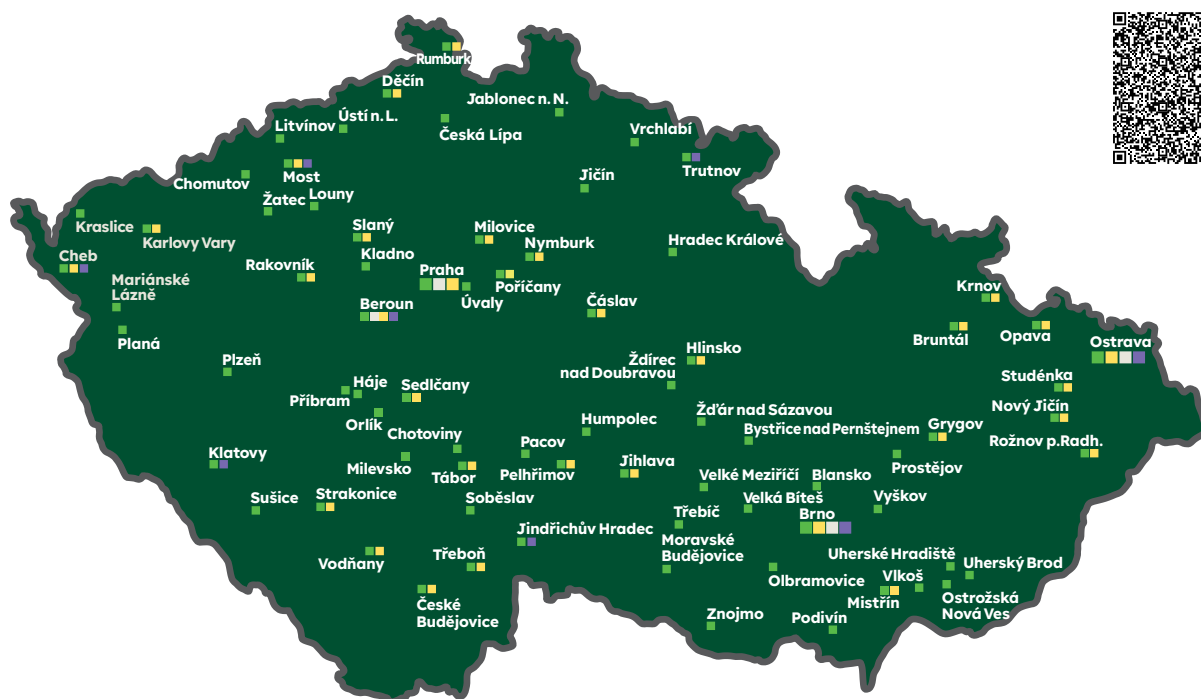 Rumburk
Děčín
Jablonec n. N.
Ústí n. L.
Litvínov
Česká Lípa
Vrchlabí
Trutnov
Most
Chomutov
Jičín
Žatec
Louny
Kraslice
Karlovy Vary
Slaný
Milovice
Nymburk
Hradec Králové
Cheb
Kladno
Rakovník
Praha
Poříčany
Mariánské
Lázně
Úvaly
Krnov
Beroun
Čáslav
Planá
Bruntál
Opava
Ostrava
Hlinsko
Plzeň
Ždírec
nad Doubravou
Studénka
Háje
Sedlčany
Příbram
Orlík
Humpolec
Žďár nad Sázavou
Nový Jičín
Grygov
Bystřice nad Pernštejnem
Chotoviny
Rožnov p.Radh.
Klatovy
Pacov
Milevsko
Jihlava
Prostějov
Tábor
Pelhřimov
Velké Meziříčí
Blansko
Sušice
Strakonice
Soběslav
Velká Bíteš
Vyškov
Třebíč
Brno
Jindřichův Hradec
Moravské
Budějovice
Vodňany
Třeboň
Uherské Hradiště
Uherský Brod
Olbramovice
Vlkoš
České
Budějovice
Mistřín
Ostrožská
Nová Ves
Znojmo
Podivín